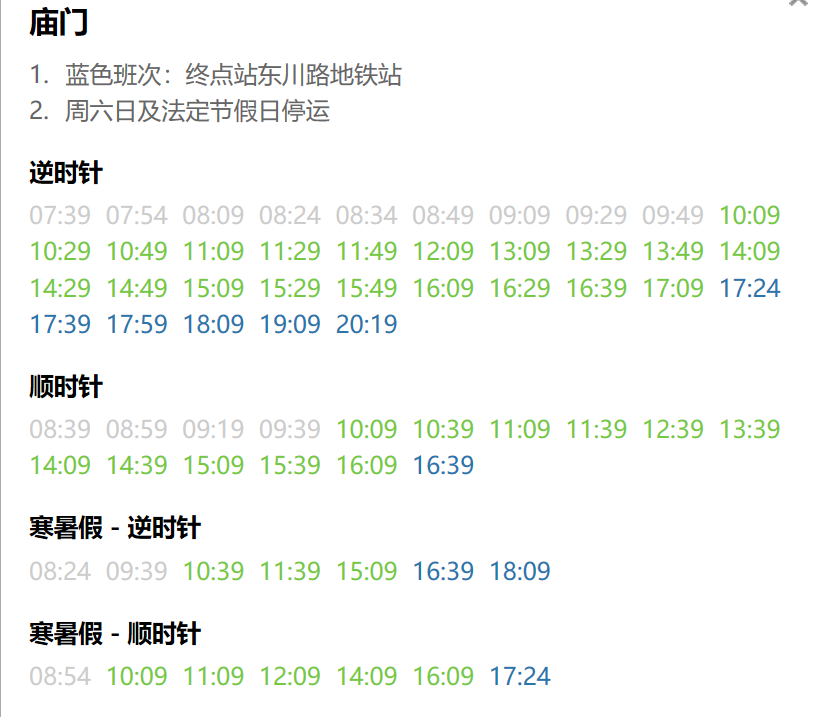 庙门
1. 蓝色班次：终点站东川路地铁站
2. 周六日及法定节假日停运
逆时针
07:39 07:54 08:09 08:24 08:34 08:49 09:09 09:29 09:49 10:09
10:29 10:49 11:09 11:29 11:49 12:09 13:09 13:29 13:49 14:09
14:29 14:49 15:09 15:29 15:49 16:09 16:29 16:39 17:09 17:24
17:39 17:59 18:09 19:09 20:19
顺时针
08:39 08:59 09:19 09:39 10:09 10:39 11:09 11:39 12:39 13:39
14:09 14:39 15:09 15:39 16:09 16:39
寒暑假 - 逆时针
08:24 09:39 10:39 11:39 15:09 16:39 18:09
寒暑假 - 顺时针
08:54 10:09 11:09 12:09 14:09 16:09 17:24